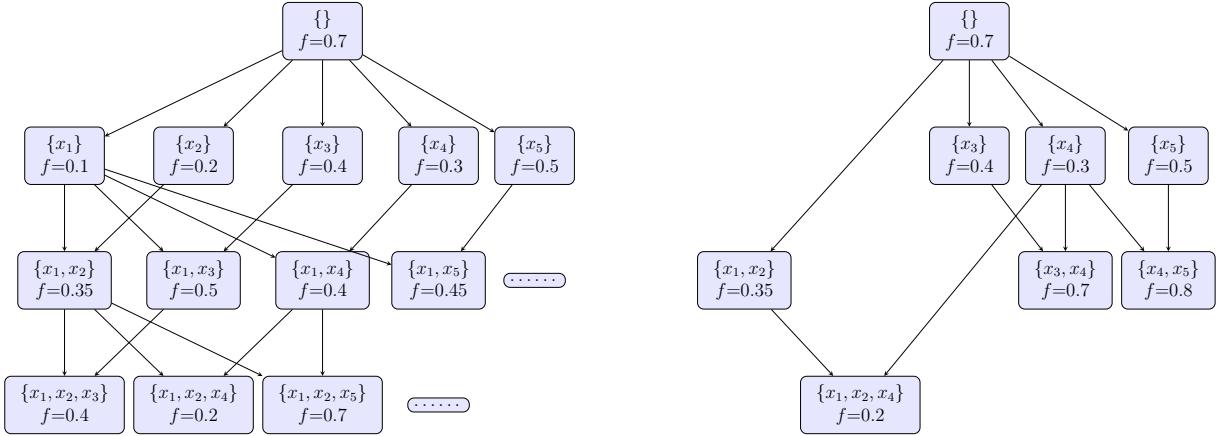 {}
f=0.7
{x₁}
f=0.1
{x₂}
f=0.2
{x₃}
f=0.4
{x₄}
f=0.3
{x₅}
f=0.5
{x₁, x₂}
f=0.35
{x₁, x₃}
f=0.5
{x₁, x₄}
f=0.4
{x₁, x₅}
f=0.45
......
{x₁, x₂, x₃}
f=0.4
{x₁, x₂, x₄}
f=0.2
{x₁, x₂, x₅}
f=0.7
......
{}
f=0.7
{x₃}
f=0.4
{x₄}
f=0.3
{x₅}
f=0.5
{x₁, x₂}
f=0.35
{x₃, x₄}
f=0.7
{x₄, x₅}
f=0.8
{x₁, x₂, x₄}
f=0.2